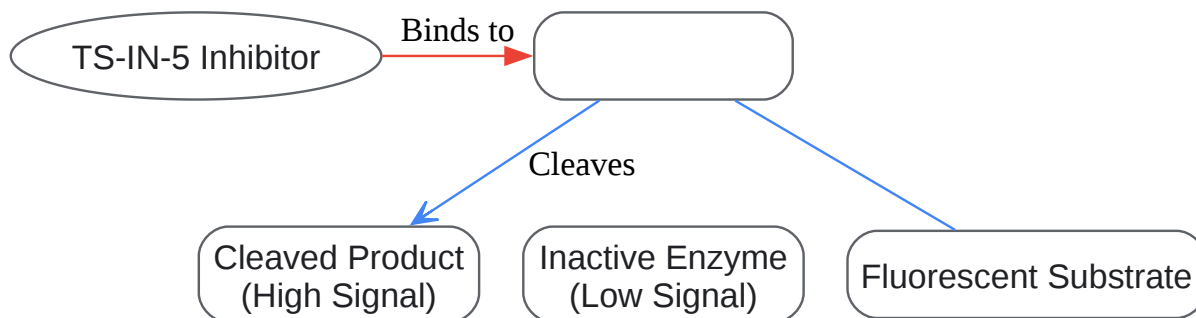 TS-IN-5 Inhibitor
Binds to
Cleaves
Cleaved Product
(High Signal)
Inactive Enzyme
(Low Signal)
Fluorescent Substrate